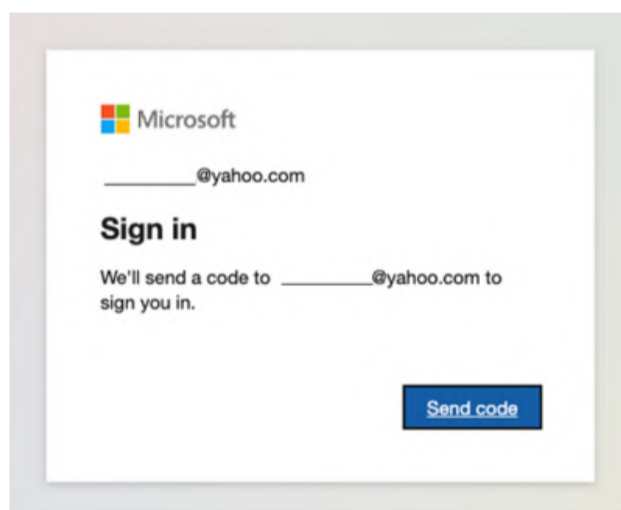 Microsoft
_________@yahoo.com
Sign in
We'll send a code to _________@yahoo.com to
sign you in.
Send code